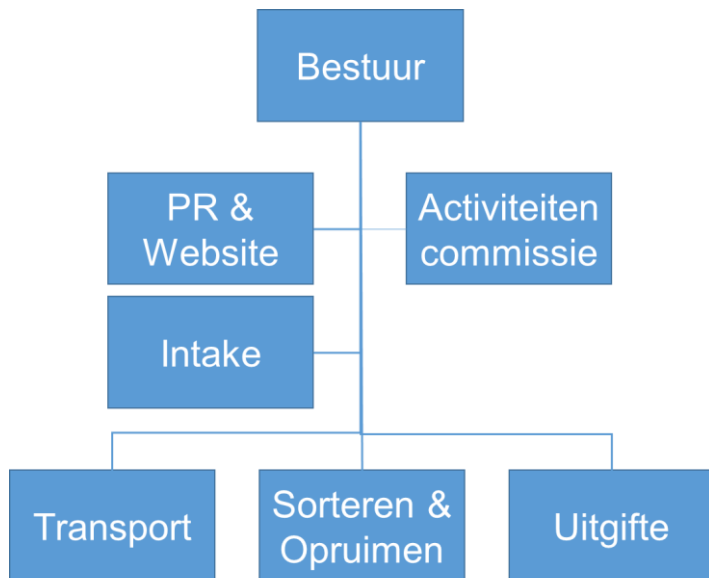 Bestuur
PR &
Website
Activiteiten
commissie
Intake
Transport
Sorteren &
Opruimen
Uitgifte